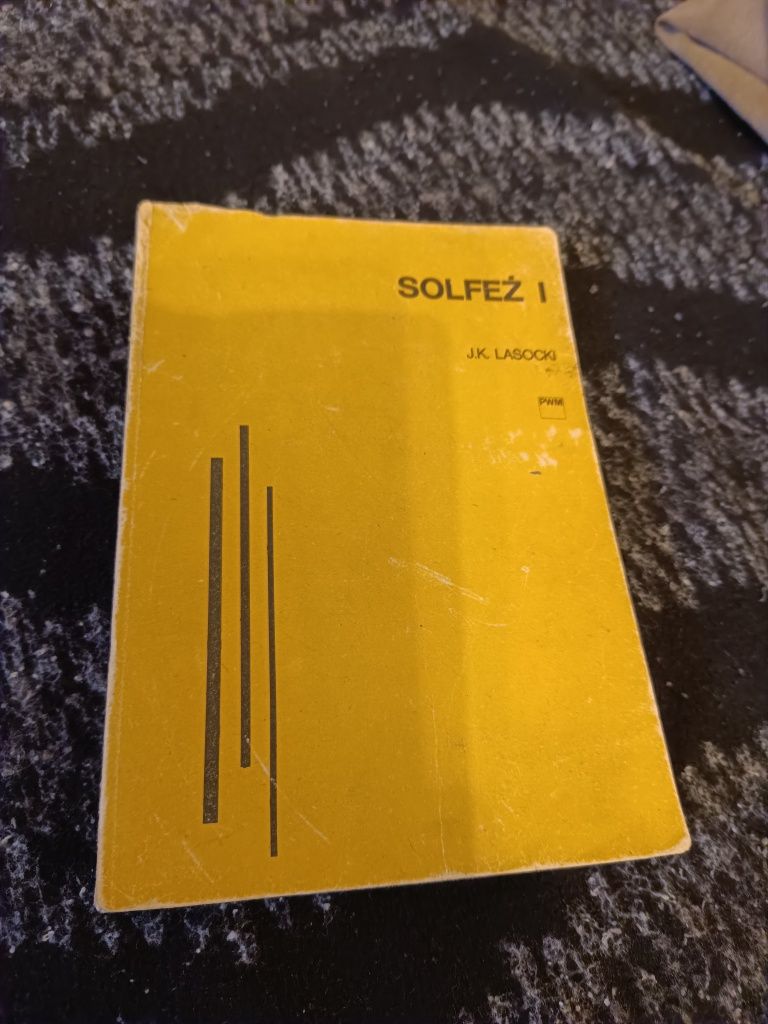 SOLFEŻ I
J.K. LASOCKI
PWM